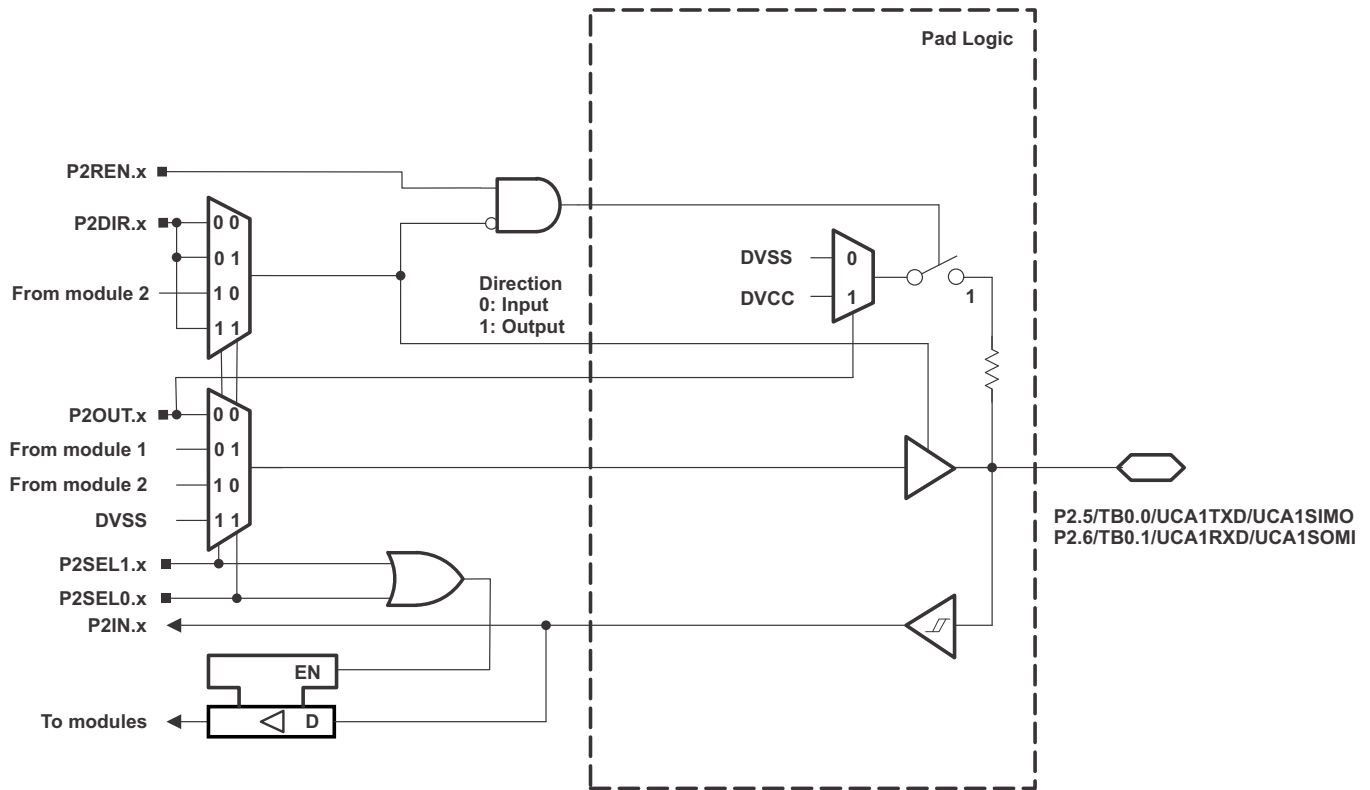 Pad Logic
P2REN.x
P2DIR.x
0 0
0 1
From module 2
1 0
1 1
Direction
0: Input
1: Output
DVSS
0
DVCC
1
1
P2OUT.x
0 0
From module 1
0 1
From module 2
1 0
DVSS
1 1
P2SEL1.x
P2SEL0.x
P2IN.x
EN
To modules
D
P2.5/TB0.0/UCA1TXD/UCA1SIMO
P2.6/TB0.1/UCA1RXD/UCA1SOMI